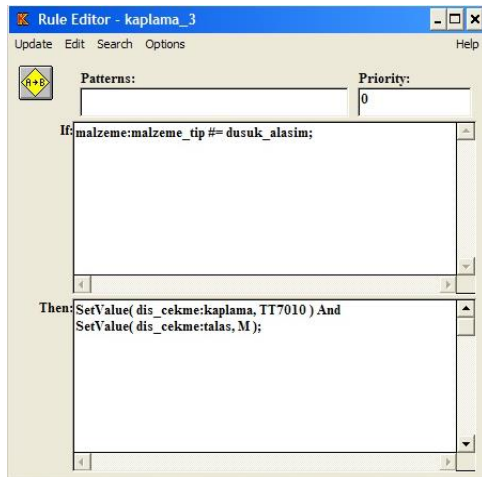 Rule Editor - kaplama_3
Update Edit Search Options Help
A→B
Patterns: Priority:
0
If: malzeme:malzeme_tip #= dusuk_alasim;
Then: SetValue( dis_cekme:kaplama, TT7010 ) And
SetValue( dis_cekme:talas, M );